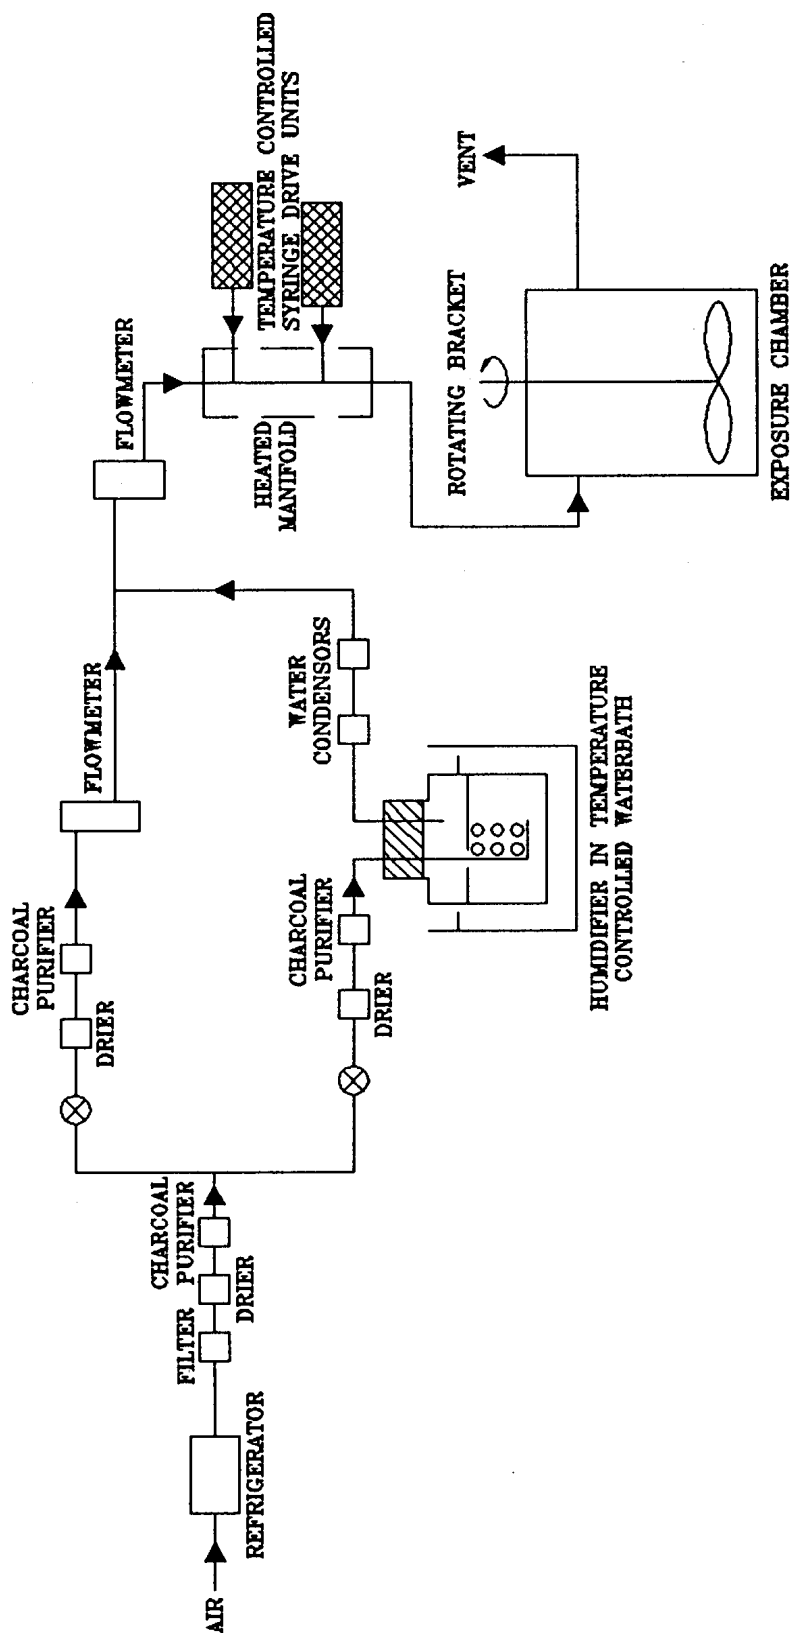 AIR
REFRIGERATOR
FILTER
DRIER
CHARCOAL
PURIFIER
DRIER
CHARCOAL
PURIFIER
FLOWMETER
DRIER
CHARCOAL
PURIFIER
HUMIDIFIER IN TEMPERATURE
CONTROLLED WATERBATH
WATER
CONDENSORS
FLOWMETER
HEATED
MANIFOLD
TEMPERATURE CONTROLLED
SYRINGE DRIVE UNITS
ROTATING BRACKET
VENT
EXPOSURE CHAMBER